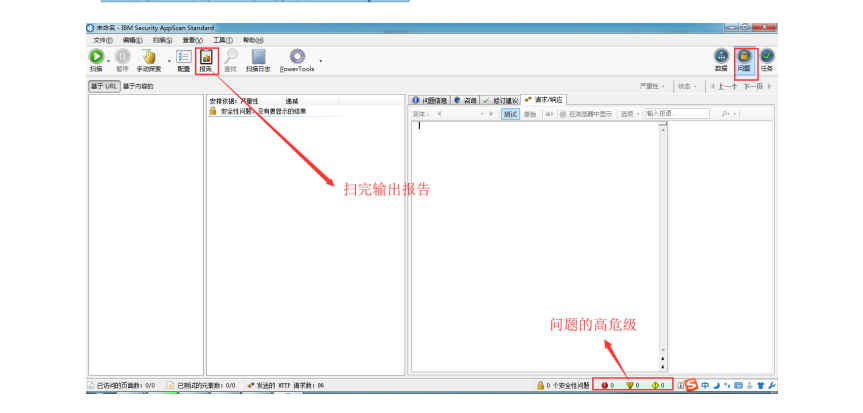 未命名 - IBM Security AppScan Standard
文件(F) 编辑(E) 扫描(S) 查看(V) 工具(T) 帮助(H)
扫描 暂停 手动探索 配置 报告 查找 扫描日志 PowerTools 数据 问题 任务
基于 URL 基于内容的 严重性 状态 上一个 下一页
安排依据: 严重性 递减
安全性问题: 没有要显示的结果
问题信息 咨询 修订建议 请求/响应
变体: 测试 原始 在浏览器中显示 选项 输入短语...
扫完输出报告
问题的高危级
已访问的页面数: 0/0 已测试的元素数: 0/0 发送的 HTTP 请求数: 86 0 个安全性问题 0 0 0 中